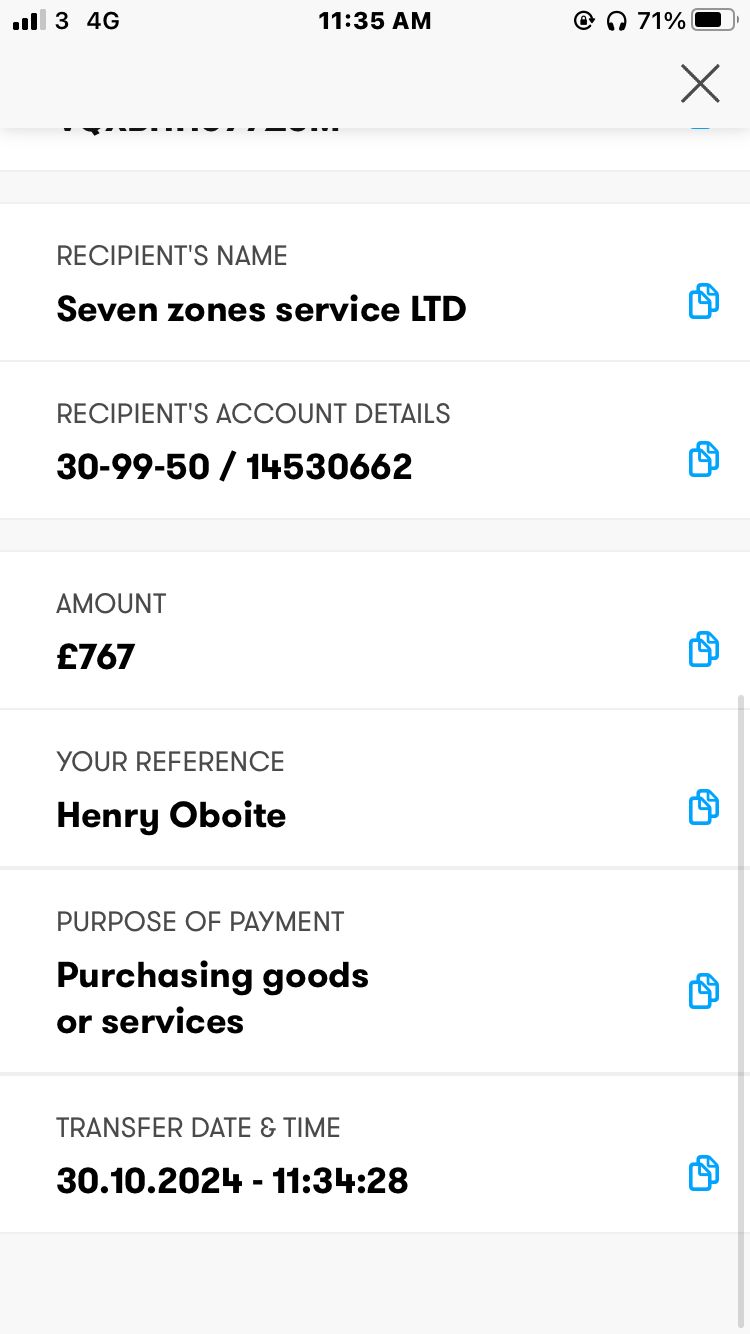 3 4G 11:35 AM 71%
RECIPIENT'S NAME
Seven zones service LTD
RECIPIENT'S ACCOUNT DETAILS
30-99-50 / 14530662
AMOUNT
£767
YOUR REFERENCE
Henry Oboite
PURPOSE OF PAYMENT
Purchasing goods
or services
TRANSFER DATE & TIME
30.10.2024 - 11:34:28